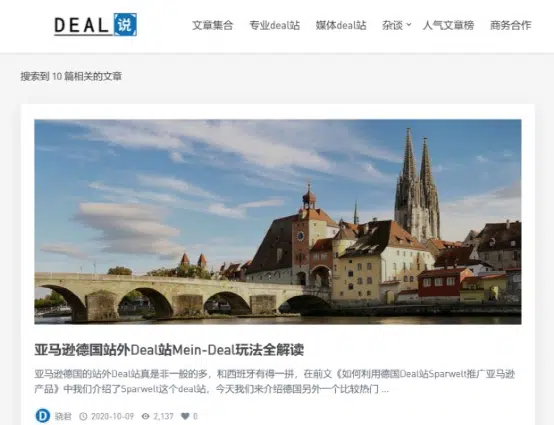 DEAL 说
文章集合 专业deal站 媒体deal站 杂谈 人气文章榜 商务合作
搜索到 10 篇相关的文章
亚马逊德国站外Deal站Mein-Deal玩法全解读
亚马逊德国的站外Deal站真是非一般的多，和西班牙有得一拼，在前义《如何利用德国Deal站Sparwelt推广亚马逊
产品》中我们介绍了Sparwelt这个deal站，今天我们来介绍德国另外一个比较热门 ...
D 骁君 2020-10-09 2,137 0